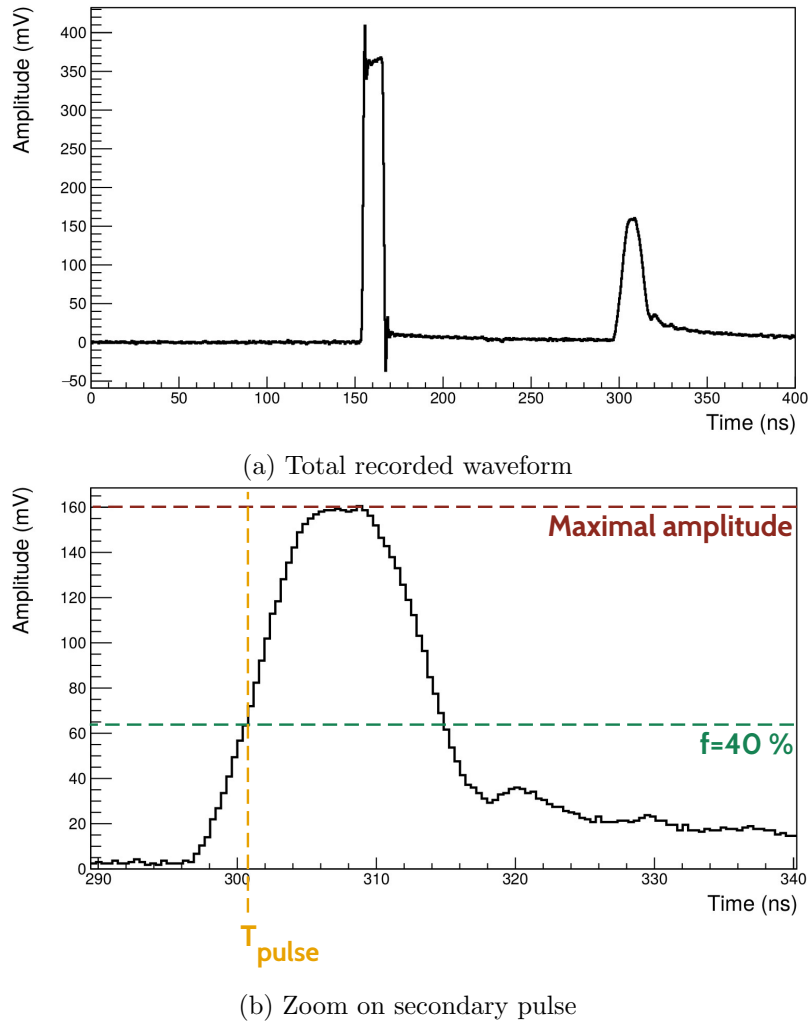 Amplitude (mV)
400
350
300
250
200
150
100
50
0
−50
0 50 100 150 200 250 300 350 400
Time (ns)
(a) Total recorded waveform
Amplitude (mV)
160
140
120
100
80
60
40
20
0
Maximal amplitude
f=40 %
290 300 310 320 330 340
Time (ns)
Tpulse
(b) Zoom on secondary pulse